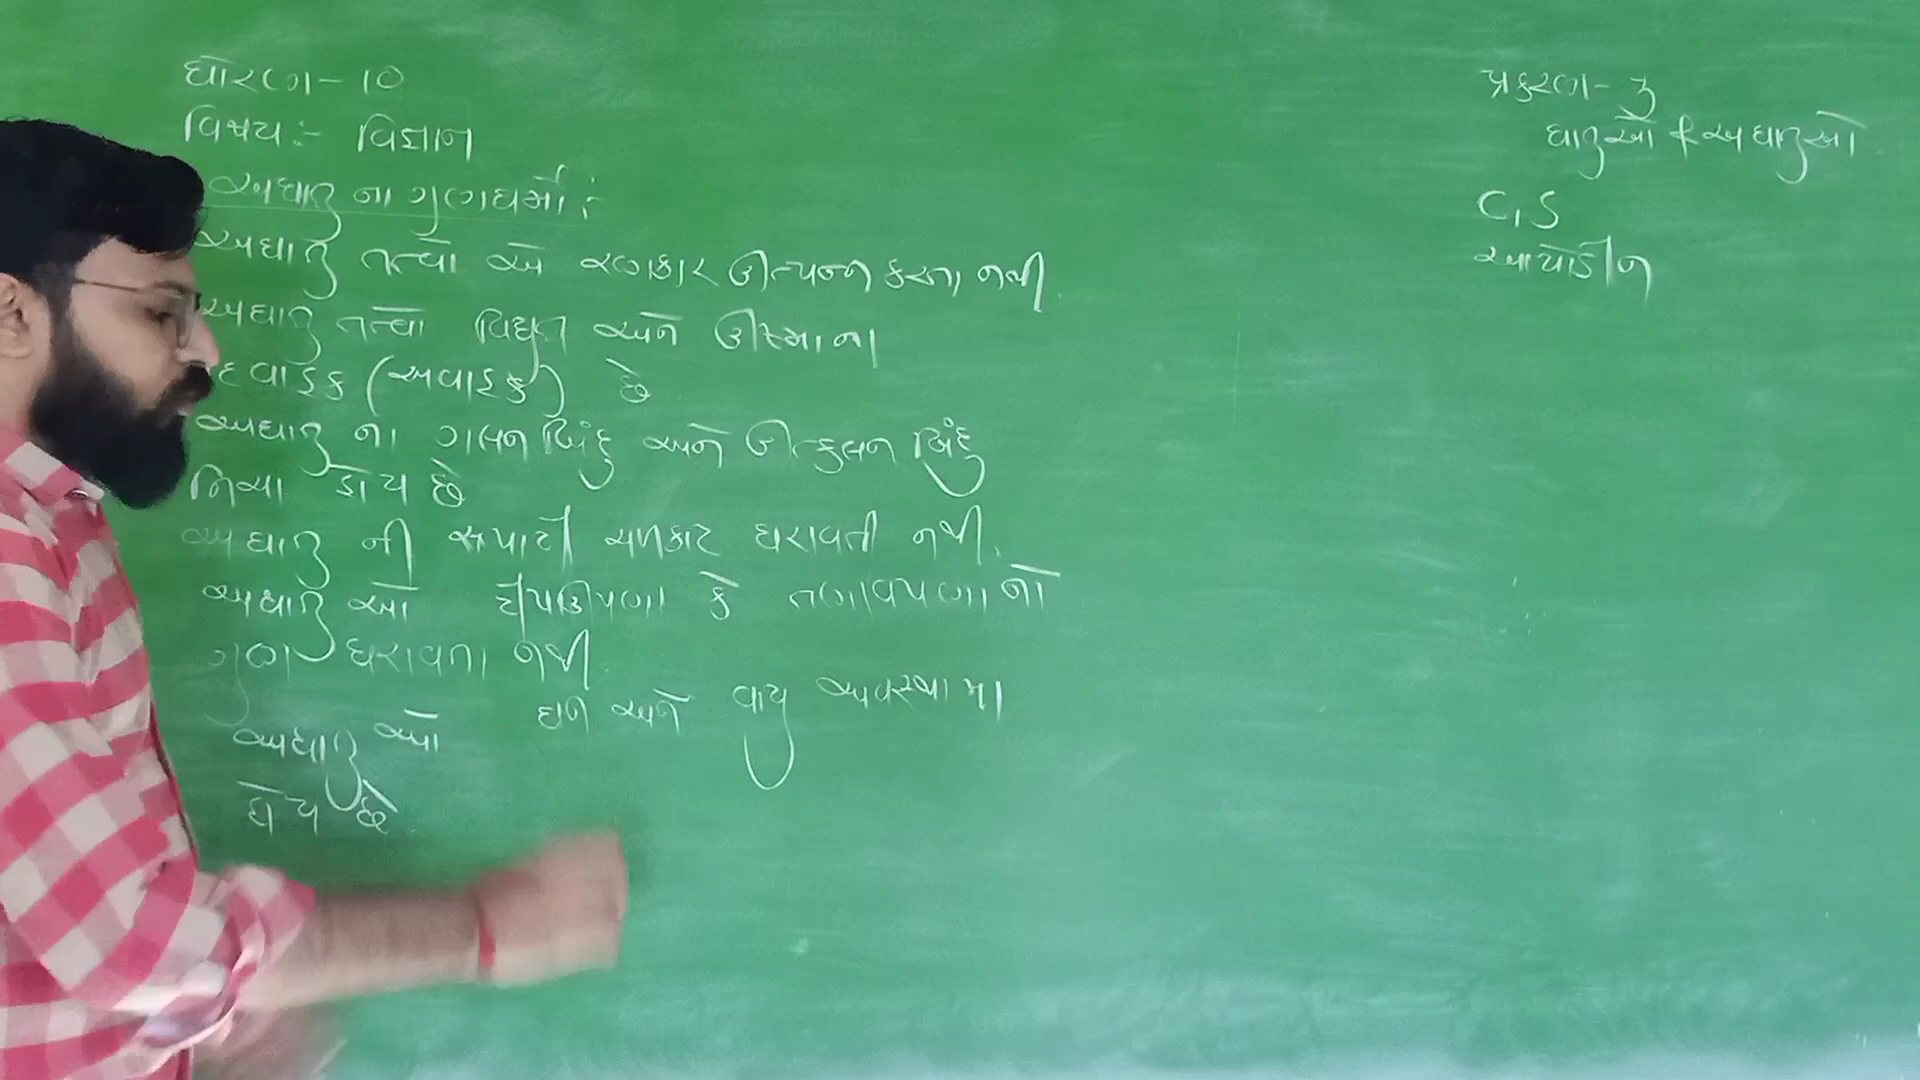 ધોરણ - 10
વિષય :- વિજ્ઞાન
અધાતુ ના ગુણધર્મો :
અધાતુ તત્વો એ રણકાર ઉત્પન્ન કરતા નથી
અધાતુ તત્વો વિદ્યુત અને ઉષ્મા ના
વાહક (અવાહક) છે
અધાતુ ના ગલન બિંદુ અને ઉત્કલન બિંદુ
નિચા હોય છે
અધાતુ ની સપાટી ચળકાટ ધરાવતી નથી.
અધાતુ ઓ ટીપાઉપણા કે તણાવપણા નો
ગુણ ધરાવતા નથી
અધાતુ ઓ ઘન અને વાયુ અવસ્થા મા
હોય છે
પ્રકરણ - 3
ધાતુઓ ને અધાતુઓ
C, S
આયોડીન